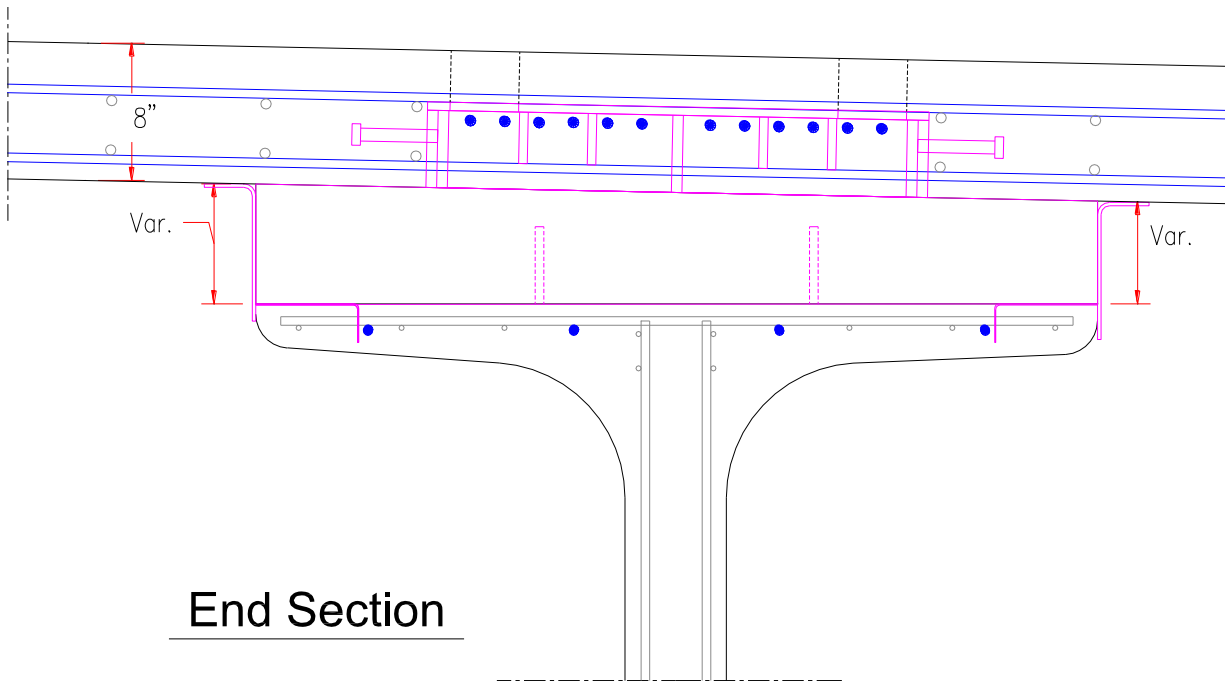 8”
Var.
Var.
End Section